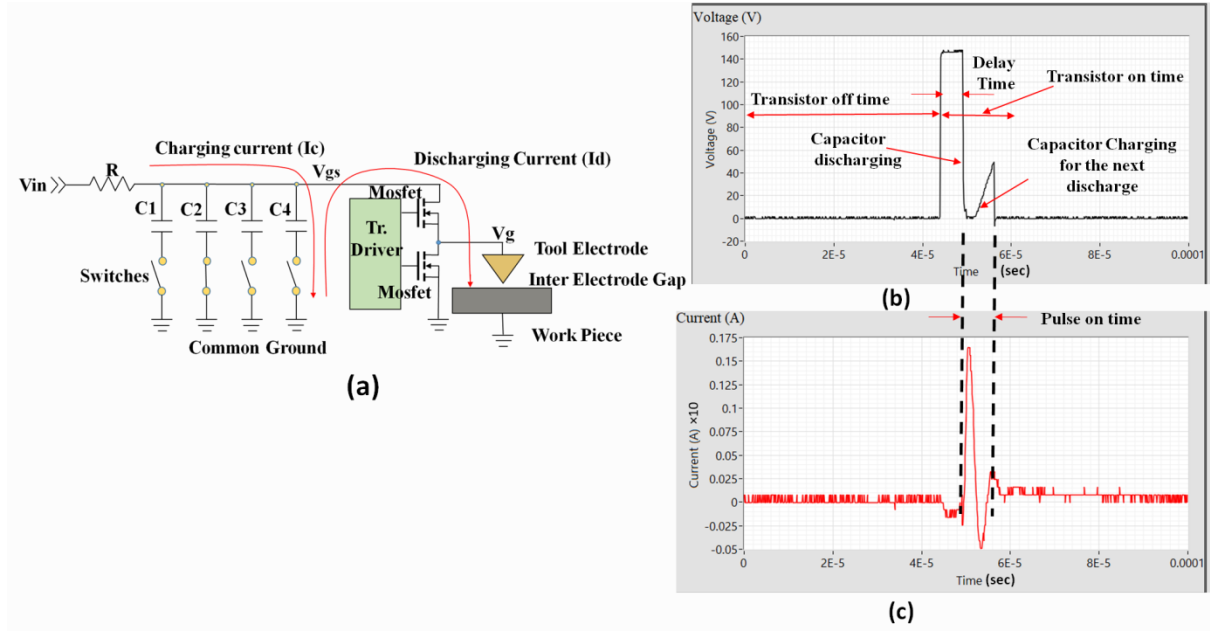 Charging current (Ic)
Discharging Current (Id)
Vin
R
Vgs
Mosfet
C1
C2
C3
C4
Tr.
Driver
Vg
Tool Electrode
Switches
Mosfet
Inter Electrode Gap
Common Ground
Work Piece
(a)
Voltage (V)
160
140
120
100
80
60
40
20
0
-20
Voltage (V)
Delay
Time
Transistor on time
Transistor off time
Capacitor
discharging
Capacitor Charging
for the next
discharge
0
2E-5
4E-5
6E-5
8E-5
0.0001
Time (sec)
(b)
Current (A)
Pulse on time
0.175
0.15
0.125
0.1
0.075
0.05
0.025
0
-0.025
-0.05
Current (A) ×10
0
2E-5
4E-5
6E-5
8E-5
0.0001
Time (sec)
(c)